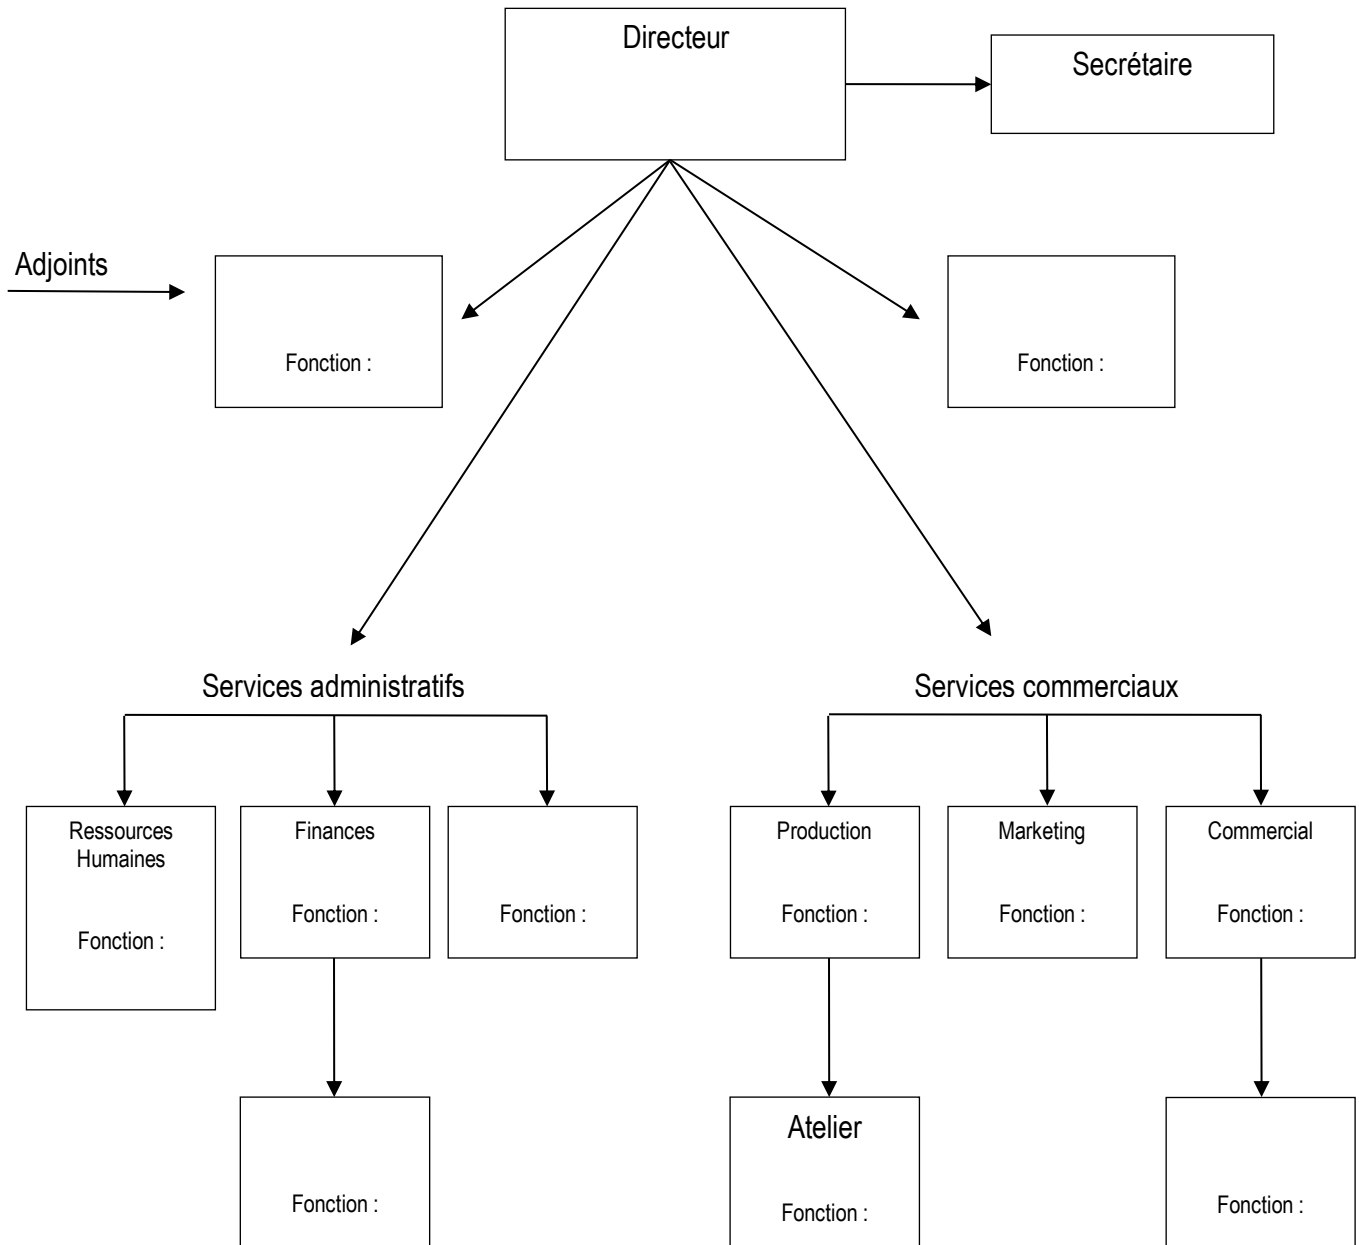 Directeur
Secrétaire
Adjoints
Fonction :
Fonction :
Services administratifs
Services commerciaux
Ressources
Humaines
Fonction :
Finances
Fonction :
Fonction :
Production
Fonction :
Marketing
Fonction :
Commercial
Fonction :
Fonction :
Atelier
Fonction :
Fonction :